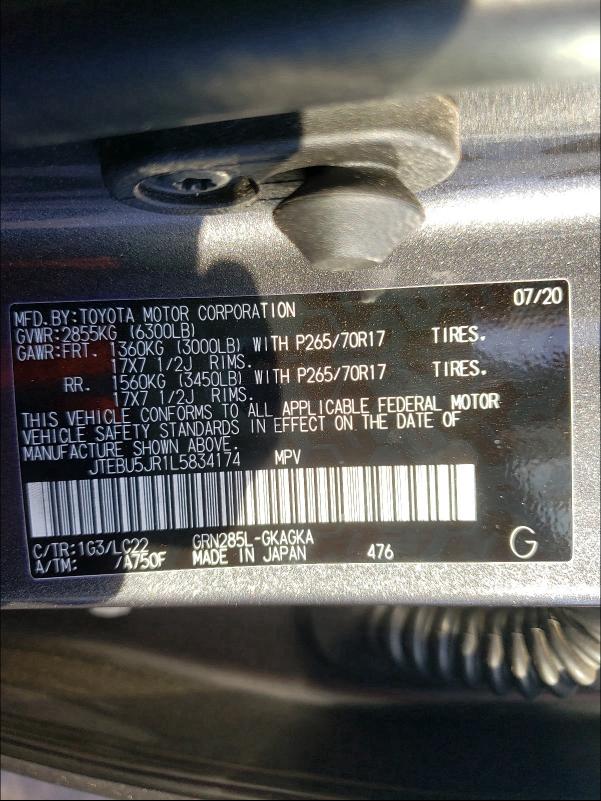 MFD.BY:TOYOTA MOTOR CORPORATION 07/20
GVWR:2855KG (6300LB)
GAWR:FRT. 1360KG (3000LB) WITH P265/70R17 TIRES.
17X7 1/2J RIMS.
RR. 1560KG (3450LB) WITH P265/70R17 TIRES.
17X7 1/2J RIMS.
THIS VEHICLE CONFORMS TO ALL APPLICABLE FEDERAL MOTOR
VEHICLE SAFETY STANDARDS IN EFFECT ON THE DATE OF
MANUFACTURE SHOWN ABOVE.
JTEBU5JR1L5834174 MPV
C/TR:1G3/LC22 GRN285L-GKAGKA
A/TM: /A750F MADE IN JAPAN 476 G